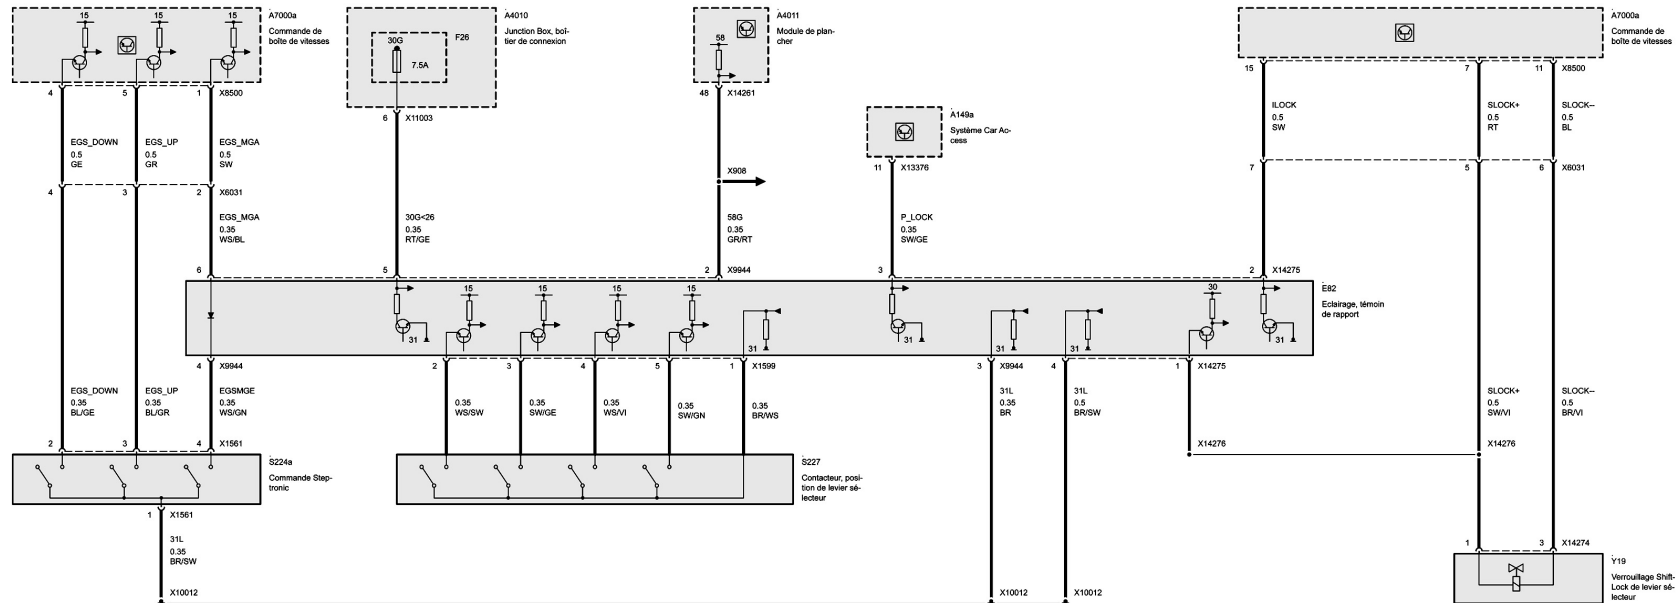 15 15 15
A7000a
Commande de
boîte de vitesses
4 5 1 X8500
30G
F26
7.5A
A4010
Junction Box, boî-
tier de connexion
6 X11003
58
A4011
Module de plan-
cher
48 X14261
A149a
Système Car Ac-
cess
11 X13376
A7000a
Commande de
boîte de vitesses
15 7 11 X8500
EGS_DOWN
0.5
GE
EGS_UP
0.5
GR
EGS_MGA
0.5
SW
ILOCK
0.5
SW
SLOCK+
0.5
RT
SLOCK--
0.5
BL
4 3 2 X6031
X908
7 5 6 X6031
EGS_MGA
0.35
WS/BL
30G<26
0.35
RT/GE
58G
0.35
GR/RT
P_LOCK
0.35
SW/GE
6 5 2 X9944
3 2 X14275
15 15 15 15 30
31 31 31 31 31 31
E82
Eclairage, témoin
de rapport
4 X9944
2 3 4 5 1 X1599
3 X9944
4 1 X14275
EGS_DOWN
0.35
BL/GE
EGS_UP
0.35
BL/GR
EGSMGE
0.35
WS/GN
0.35
WS/SW
0.35
SW/GE
0.35
WS/VI
0.35
SW/GN
0.35
BR/WS
31L
0.35
BR
31L
0.5
BR/SW
SLOCK+
0.5
SW/VI
SLOCK--
0.5
BR/VI
2 3 4 X1561
X14276 X14276
S224a
Commande Step-
tronic
S227
Contacteur, posi-
tion de levier sé-
lecteur
1 X1561
31L
0.35
BR/SW
X10012 X10012 X10012
1 3 X14274
Y19
Verrouillage Shift-
Lock de levier sé-
lecteur